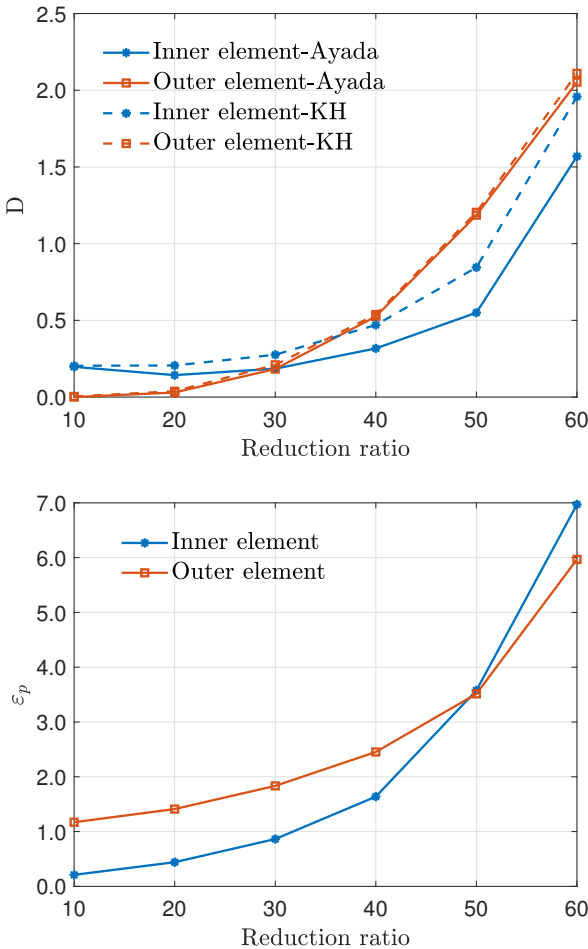 2.5
Inner element-Ayada
Outer element-Ayada
Inner element-KH
Outer element-KH
2.0
1.5
1.0
0.5
0.0
D
10 20 30 40 50 60
Reduction ratio
7.0
Inner element
Outer element
6.0
5.0
4.0
3.0
2.0
1.0
0.0
εp
10 20 30 40 50 60
Reduction ratio